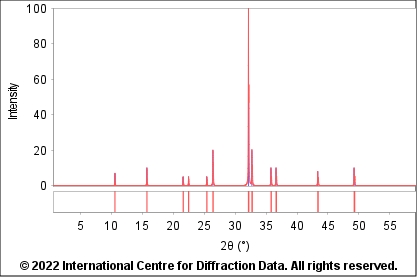 100
80
60
40
20
0
Intensity
5 10 15 20 25 30 35 40 45 50 55
2θ (°)
© 2022 International Centre for Diffraction Data. All rights reserved.